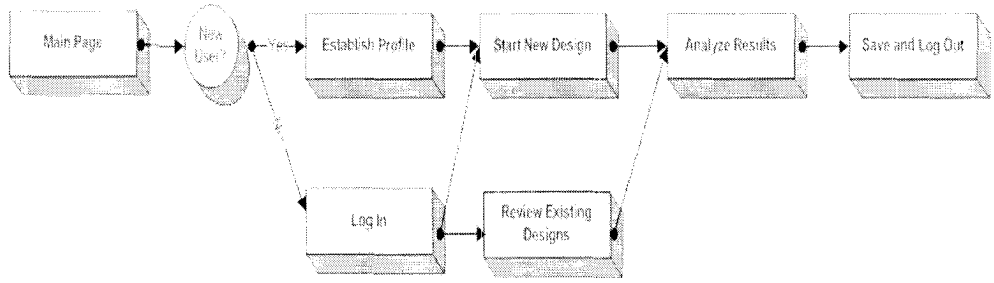 Main Page
New
User?
Yes
Establish Profile
Start New Design
Analyze Results
Save and Log Out
No
Log In
Review Existing
Designs